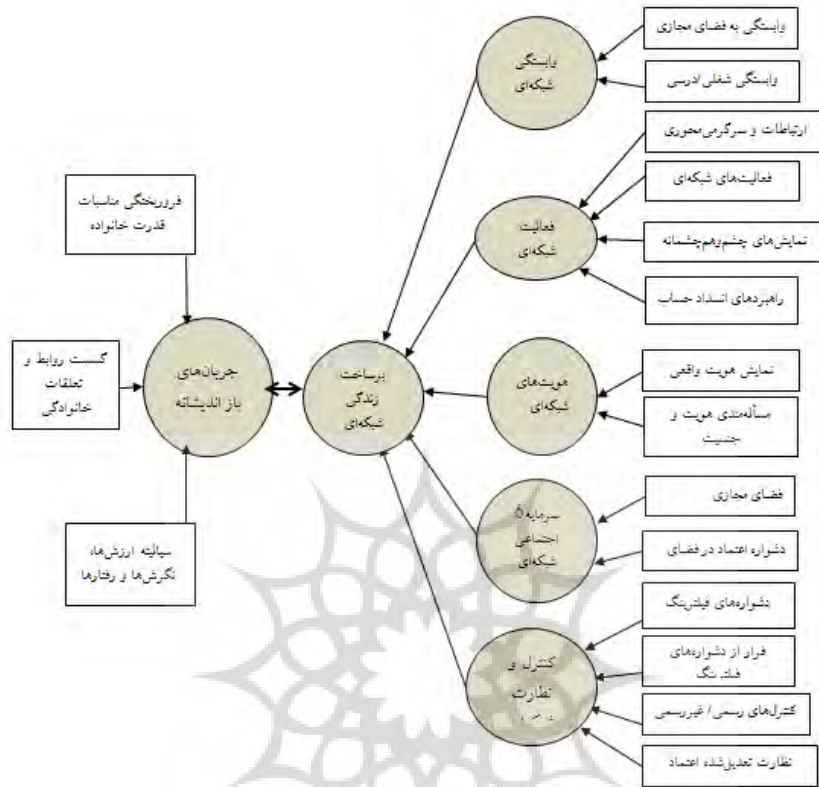 وابستگی به فضای مجازی
وابستگی شغلی/درسی
ارتباطات و سرگرمی‌محوری
فعالیت‌های شبکه‌ای
نمایش‌های چشم‌وهم‌چشمانه
راهبردهای انسداد حساب
نمایش هویت واقعی
مسأله‌مندی هویت و
جنسیت
فضای مجازی
دشواره اعتماد در فضای
دشواره‌های فیلترینگ
فرار از دشواره‌های
فیلترینگ
کنترل‌های رسمی / غیررسمی
نظارت تعدیل‌شده اعتماد
وابستگی
شبکه‌ای
فعالیت
شبکه‌ای
هویت‌های
شبکه‌ای
سرمایهٔ
اجتماعی
شبکه‌ای
کنترل و
نظارت
برساخت
زندگی
شبکه‌ای
جریان‌های
باز اندیشانه
فروریختگی مناسبات
قدرت خانواده
گسست روابط و
تعلقات
خانوادگی
سیالیته ارزش‌ها،
نگرش‌ها و رفتارها